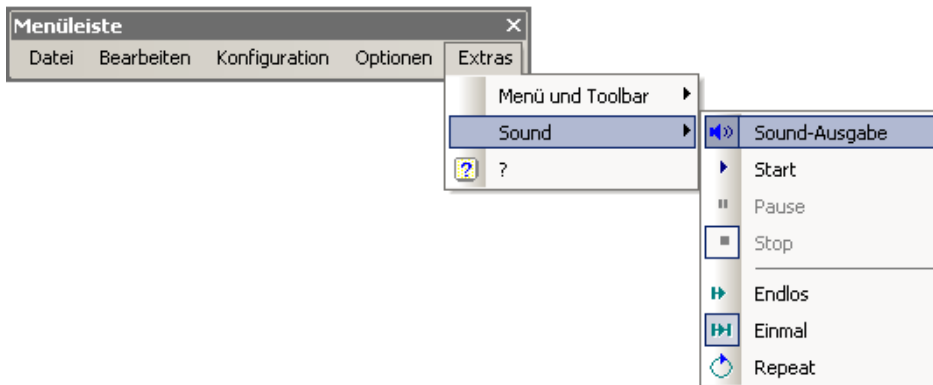 Menüleiste
Datei Bearbeiten Konfiguration Optionen Extras
Menü und Toolbar
Sound
?
Sound-Ausgabe
Start
Pause
Stop
Endlos
Einmal
Repeat